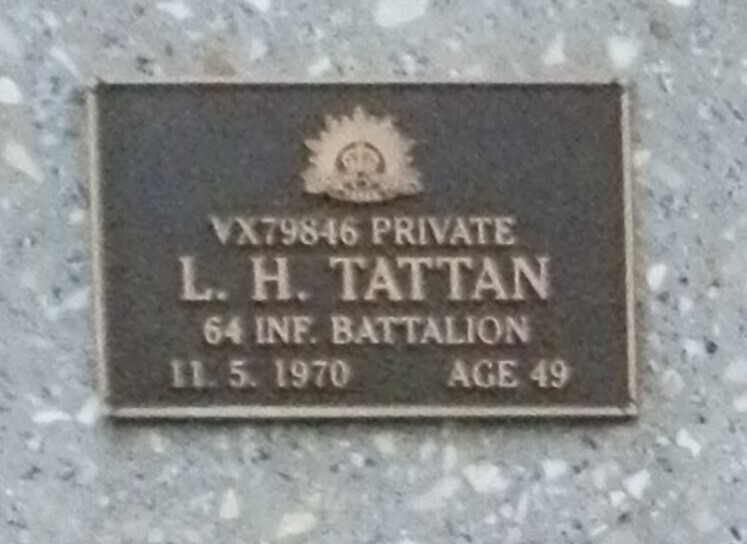 VX79846 PRIVATE
L. H. TATTAN
64 INF. BATTALION
11. 5. 1970 AGE 49